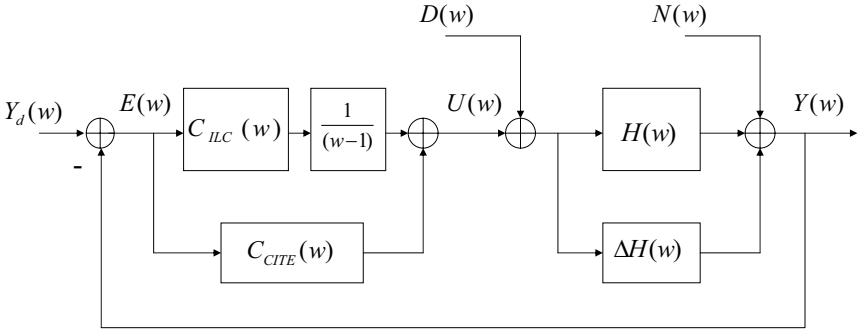 D(w) N(w)
Y_d(w) E(w) C_ILC(w) 1/(w-1) U(w) H(w) Y(w)
-
C_CITE(w) ΔH(w)